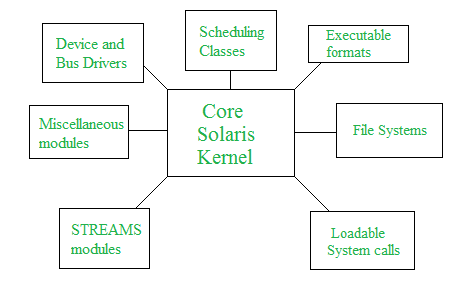 Device and
Bus Drivers
Scheduling
Classes
Executable
formats
Miscellaneous
modules
Core
Solaris
Kernel
File Systems
STREAMS
modules
Loadable
System calls